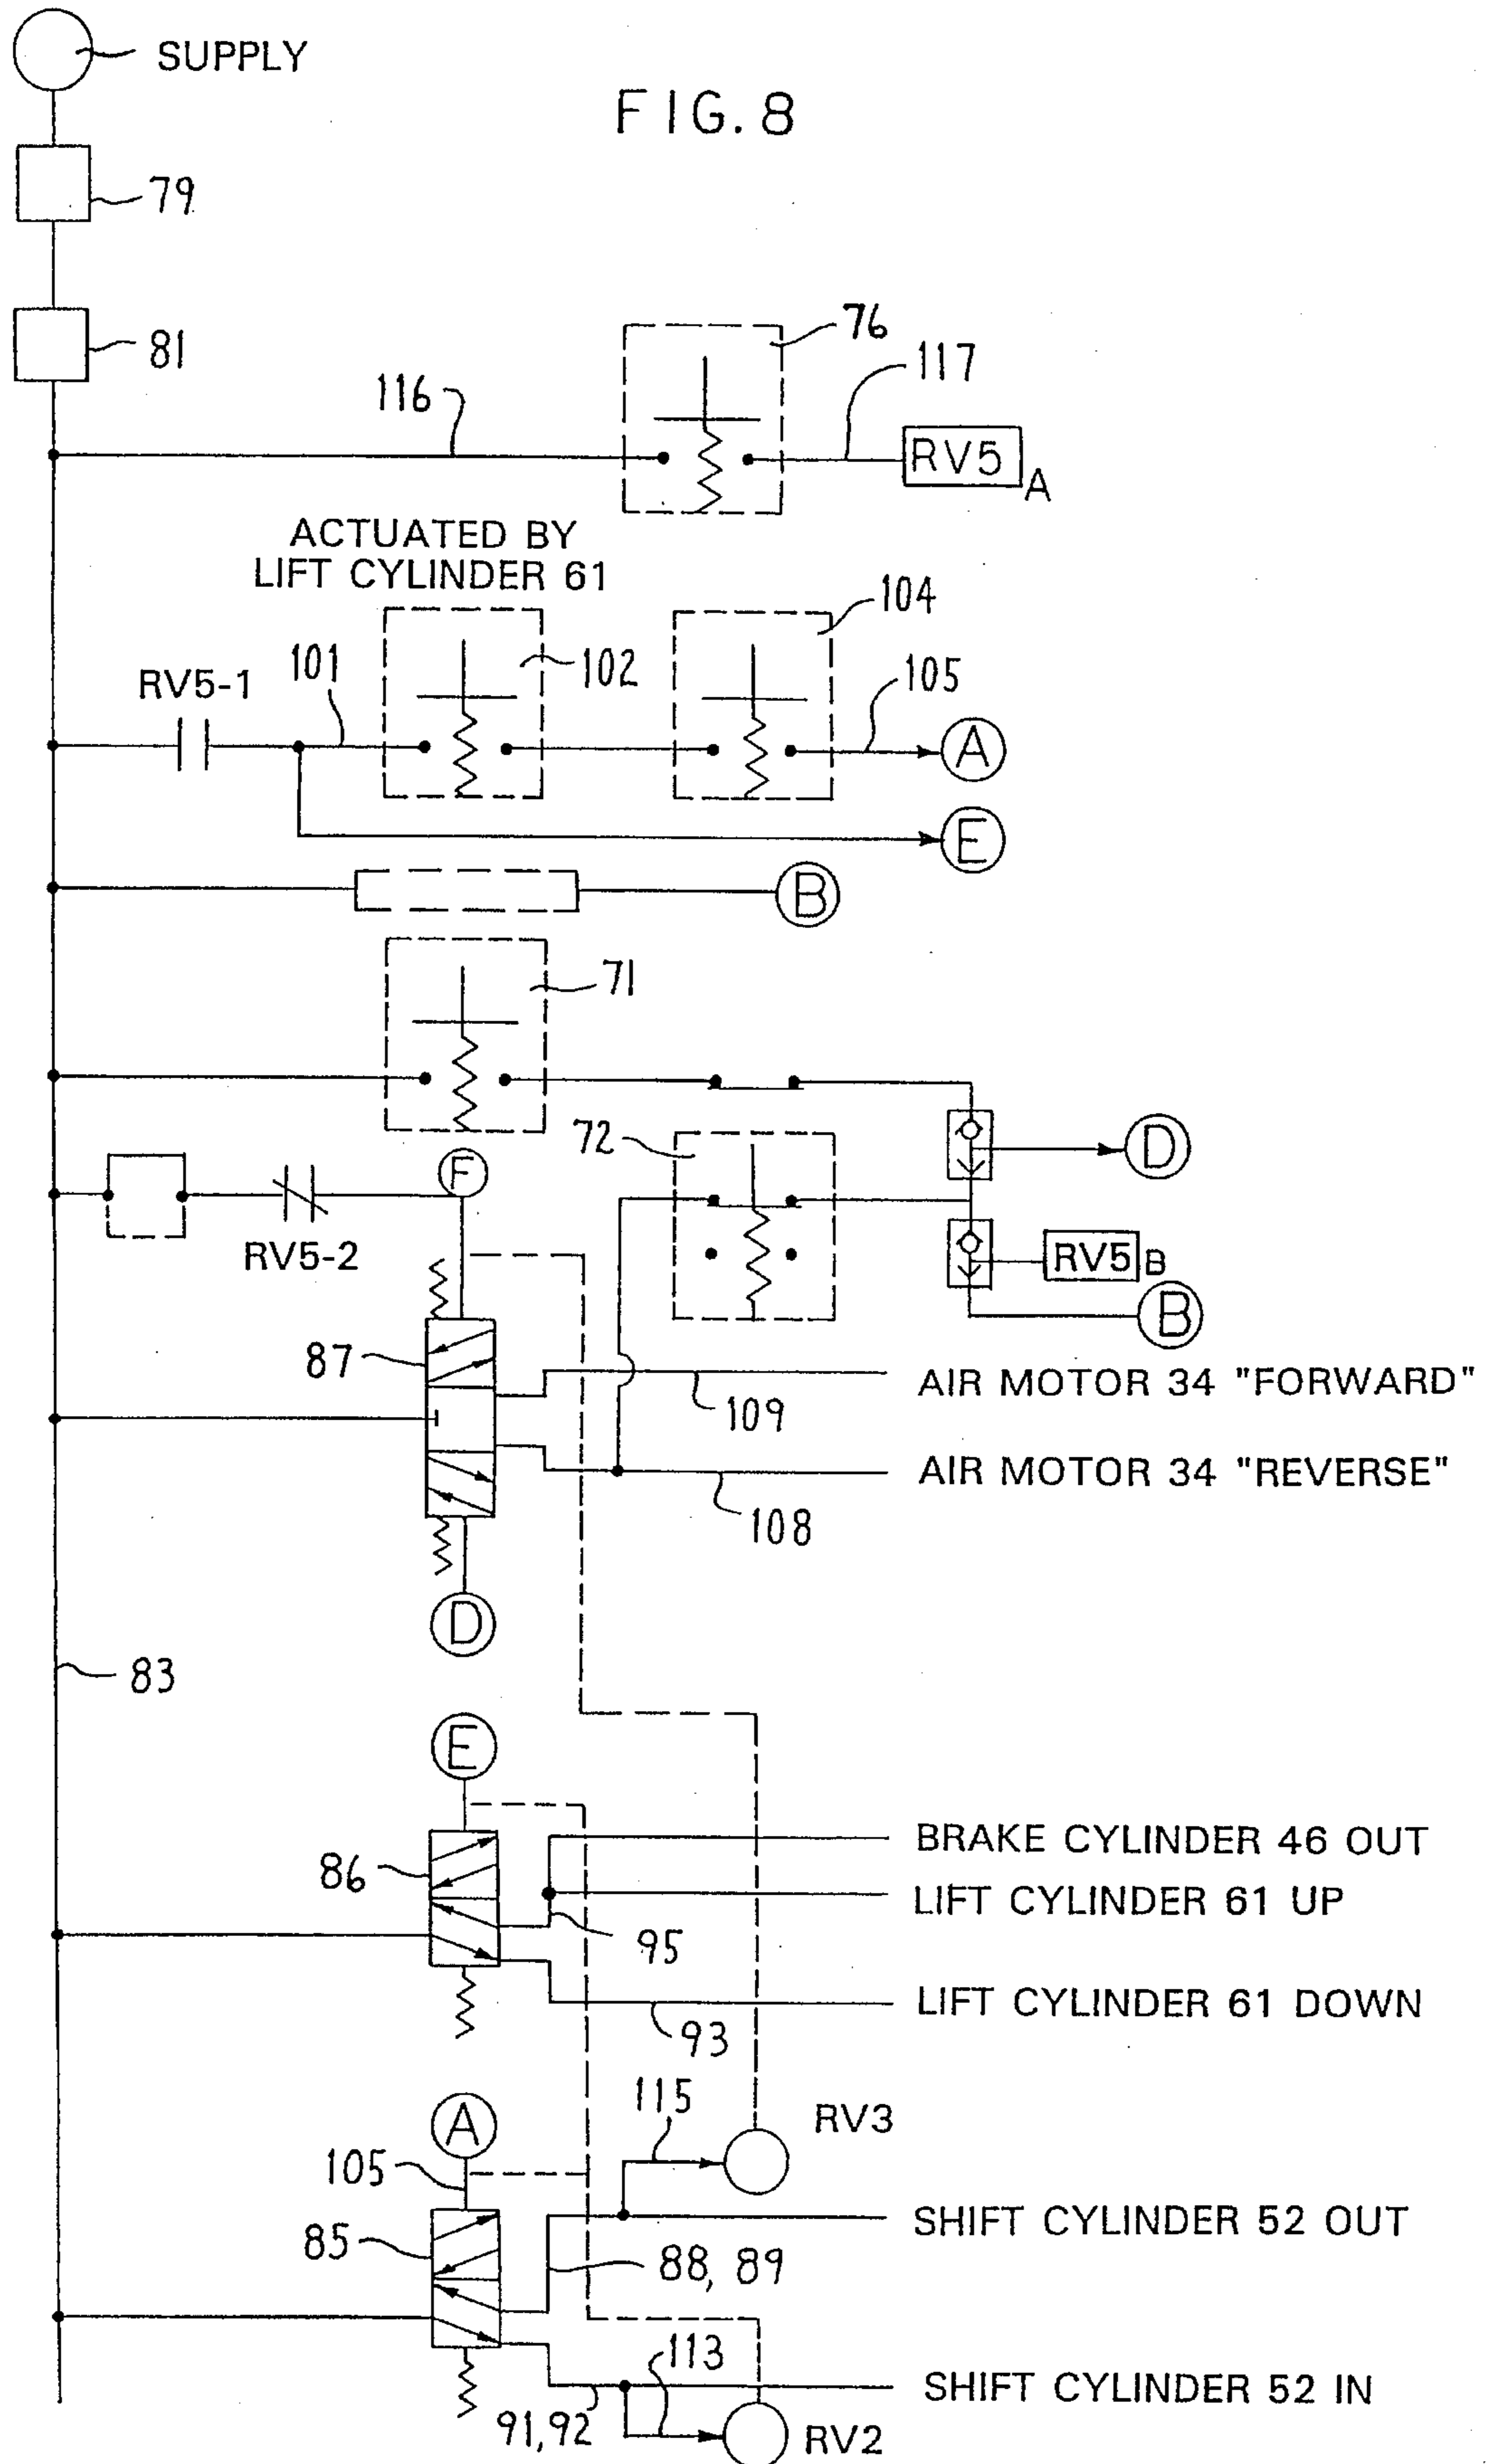 SUPPLY
FIG. 8
79
81
76
116
117
RV5
A
ACTUATED BY
LIFT CYLINDER 61
104
102
RV5-1
101
105
A
E
B
71
72
D
F
RV5-2
RV5
B
B
87
AIR MOTOR 34 "FORWARD"
109
AIR MOTOR 34 "REVERSE"
108
D
83
E
BRAKE CYLINDER 46 OUT
86
LIFT CYLINDER 61 UP
95
LIFT CYLINDER 61 DOWN
93
A
115
RV3
105
SHIFT CYLINDER 52 OUT
85
88, 89
113
SHIFT CYLINDER 52 IN
91, 92
RV2